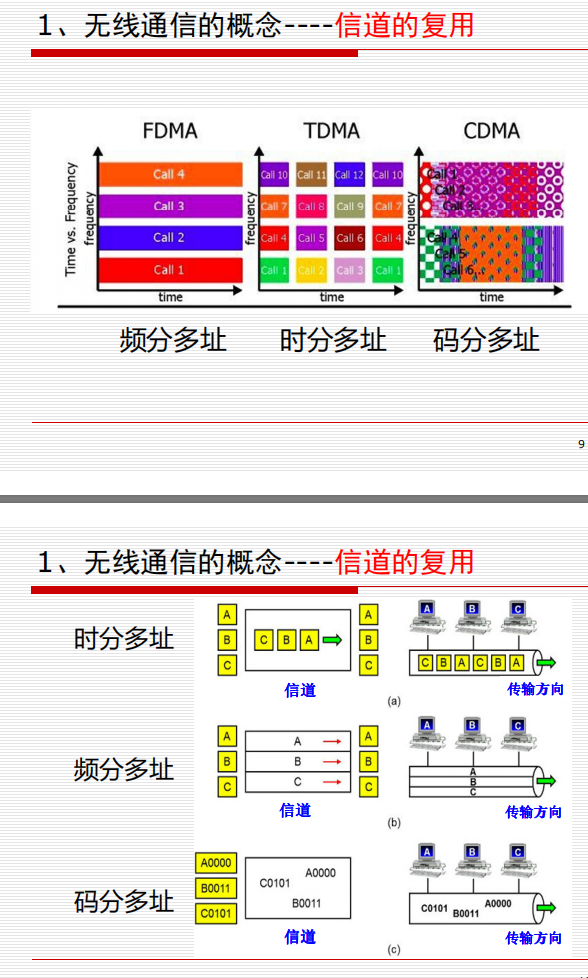 1、无线通信的概念----信道的复用
FDMA
TDMA
CDMA
Time vs. Frequency
frequency
Call 4
Call 3
Call 2
Call 1
time
frequency
Call 10 Call 11 Call 12 Call 10
Call 7 Call 8 Call 9 Call 7
Call 4 Call 5 Call 6 Call 4
Call 1 Call 2 Call 3 Call 1
time
frequency
Call 1
Call 2
Call 3...
Call 4
Call 5
Call 6...
time
频分多址
时分多址
码分多址
9
1、无线通信的概念----信道的复用
时分多址
A
B
C
C B A
A
B
C
信道
A B C
C B A C B A
传输方向
(a)
频分多址
A
B
C
A
B
C
A
B
C
信道
A B C
A
B
C
传输方向
(b)
码分多址
A0000
B0011
C0101
A0000
C0101
B0011
信道
A B C
A0000
C0101
B0011
传输方向
(c)